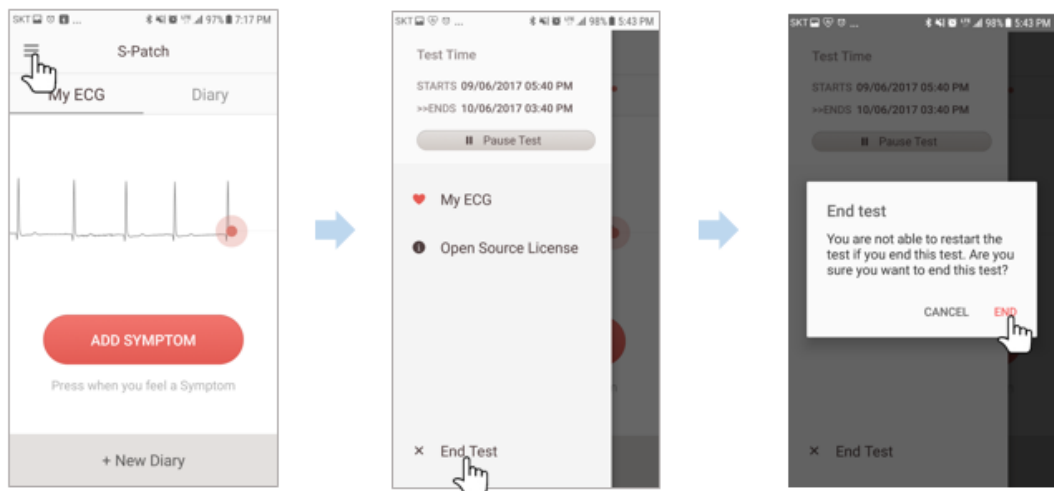 SKT ... 97% 7:17 PM
S-Patch
My ECG Diary
ADD SYMPTOM
Press when you feel a Symptom
+ New Diary
SKT ... 98% 5:43 PM
Test Time
STARTS 09/06/2017 05:40 PM
>>ENDS 10/06/2017 03:40 PM
Pause Test
My ECG
Open Source License
× End Test
SKT ... 98% 5:43 PM
Test Time
STARTS 09/06/2017 05:40 PM
>>ENDS 10/06/2017 03:40 PM
Pause Test
End test
You are not able to restart the
test if you end this test. Are you
sure you want to end this test?
CANCEL END
× End Test